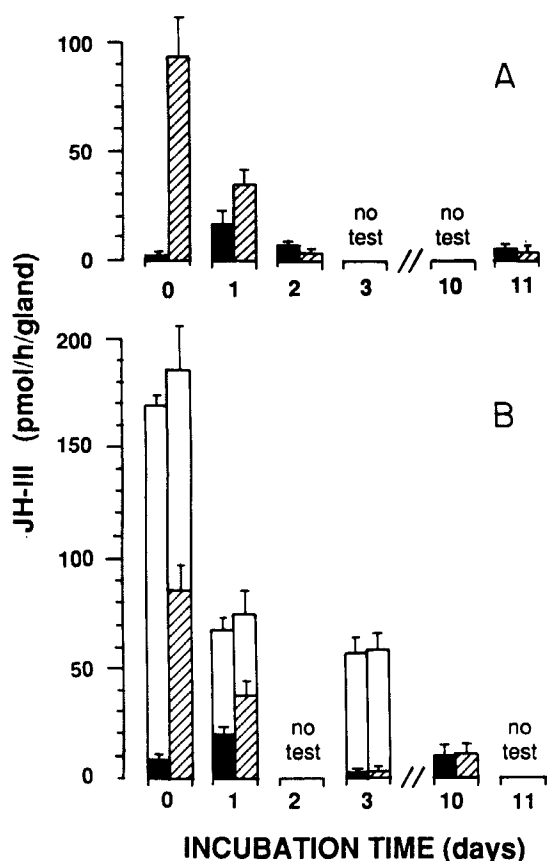 A
100
50
0
no test
no test
0 1 2 3 // 10 11
JH-III (pmol/h/gland)
B
200
150
100
50
0
no test
no test
0 1 2 3 // 10 11
INCUBATION TIME (days)